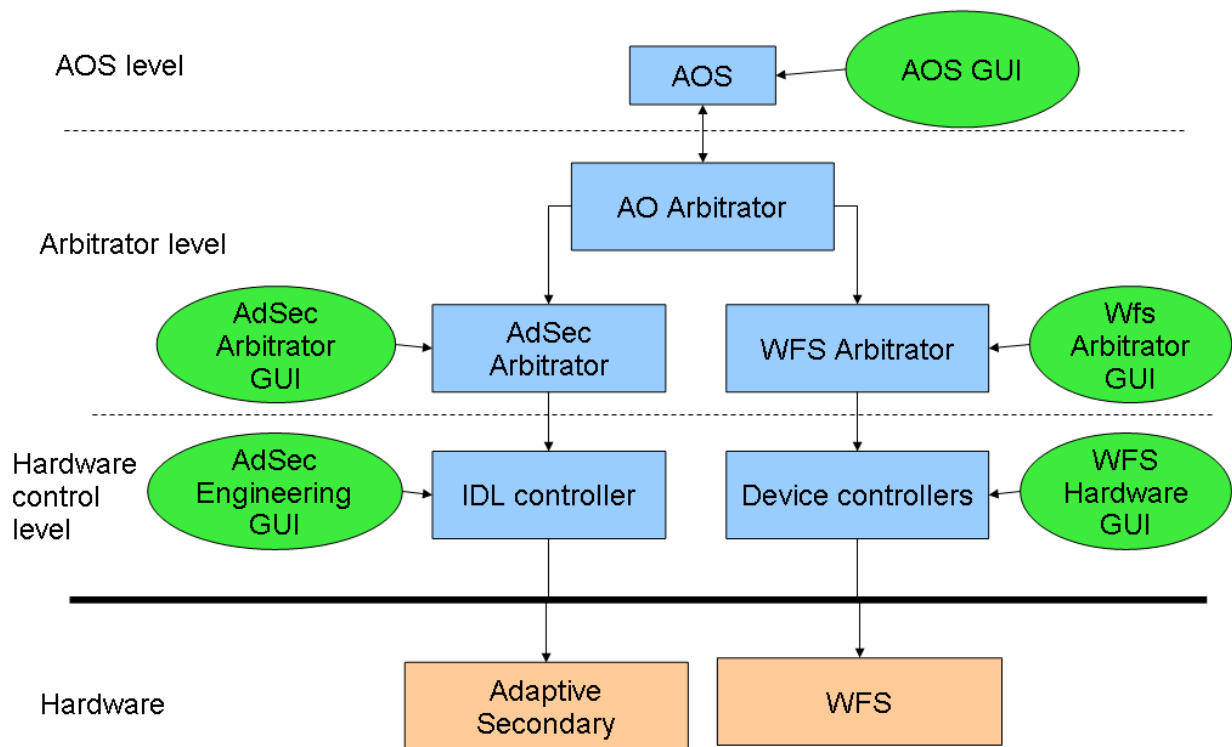 AOS level
AOS
AOS GUI
AO Arbitrator
Arbitrator level
AdSec
Arbitrator
GUI
AdSec
Arbitrator
WFS Arbitrator
Wfs
Arbitrator
GUI
Hardware
control
level
AdSec
Engineering
GUI
IDL controller
Device controllers
WFS
Hardware
GUI
Hardware
Adaptive
Secondary
WFS